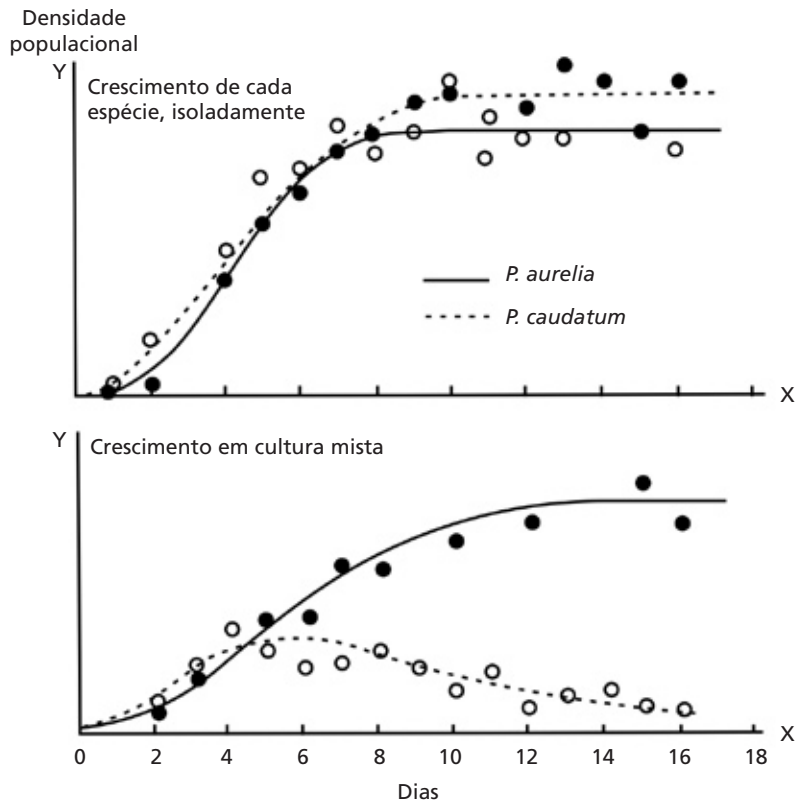 Densidade
populacional
Y
Crescimento de cada
espécie, isoladamente
P. aurelia
P. caudatum
X
Y
Crescimento em cultura mista
X
0 2 4 6 8 10 12 14 16 18
Dias